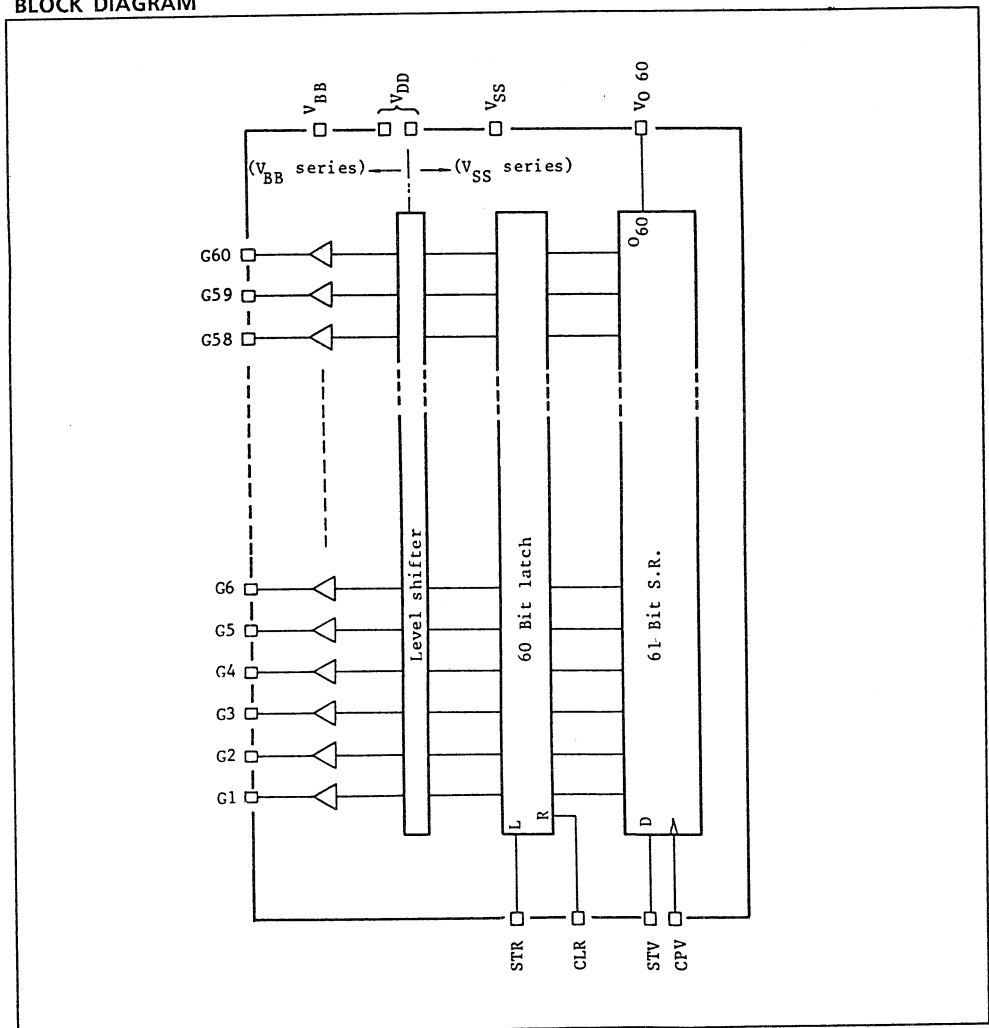 BLOCK DIAGRAM
VBB
VDD
VSS
VO 60
(VBB series)
(VSS series)
O60
G60
G59
G58
Level shifter
60 Bit latch
61 Bit S.R.
G6
G5
G4
G3
G2
G1
L
R
D
STR
CLR
STV
CPV